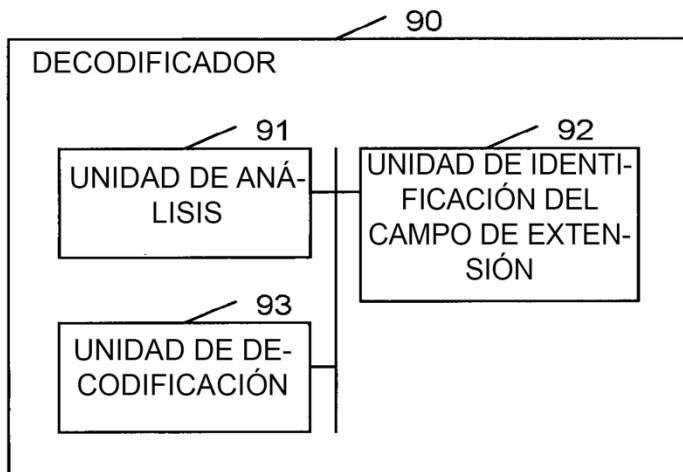 90
DECODIFICADOR
91
UNIDAD DE ANÁ-
LISIS
92
UNIDAD DE IDENTI-
FICACIÓN DEL
CAMPO DE EXTEN-
SIÓN
93
UNIDAD DE DE-
CODIFICACIÓN